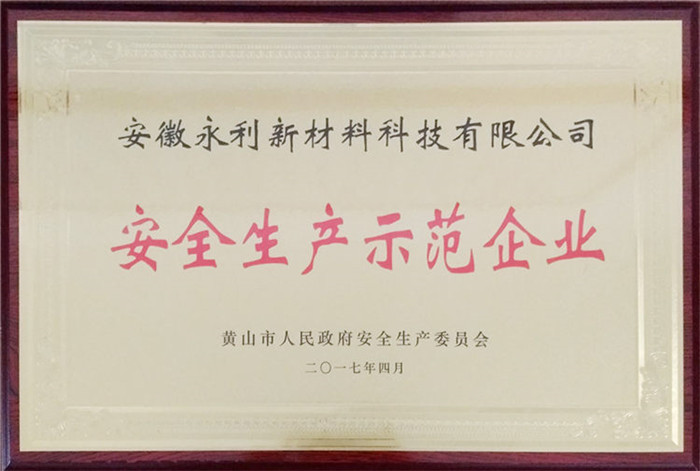 安徽永利新材料科技有限公司
安全生产示范企业
黄山市人民政府安全生产委员会
二〇一七年四月